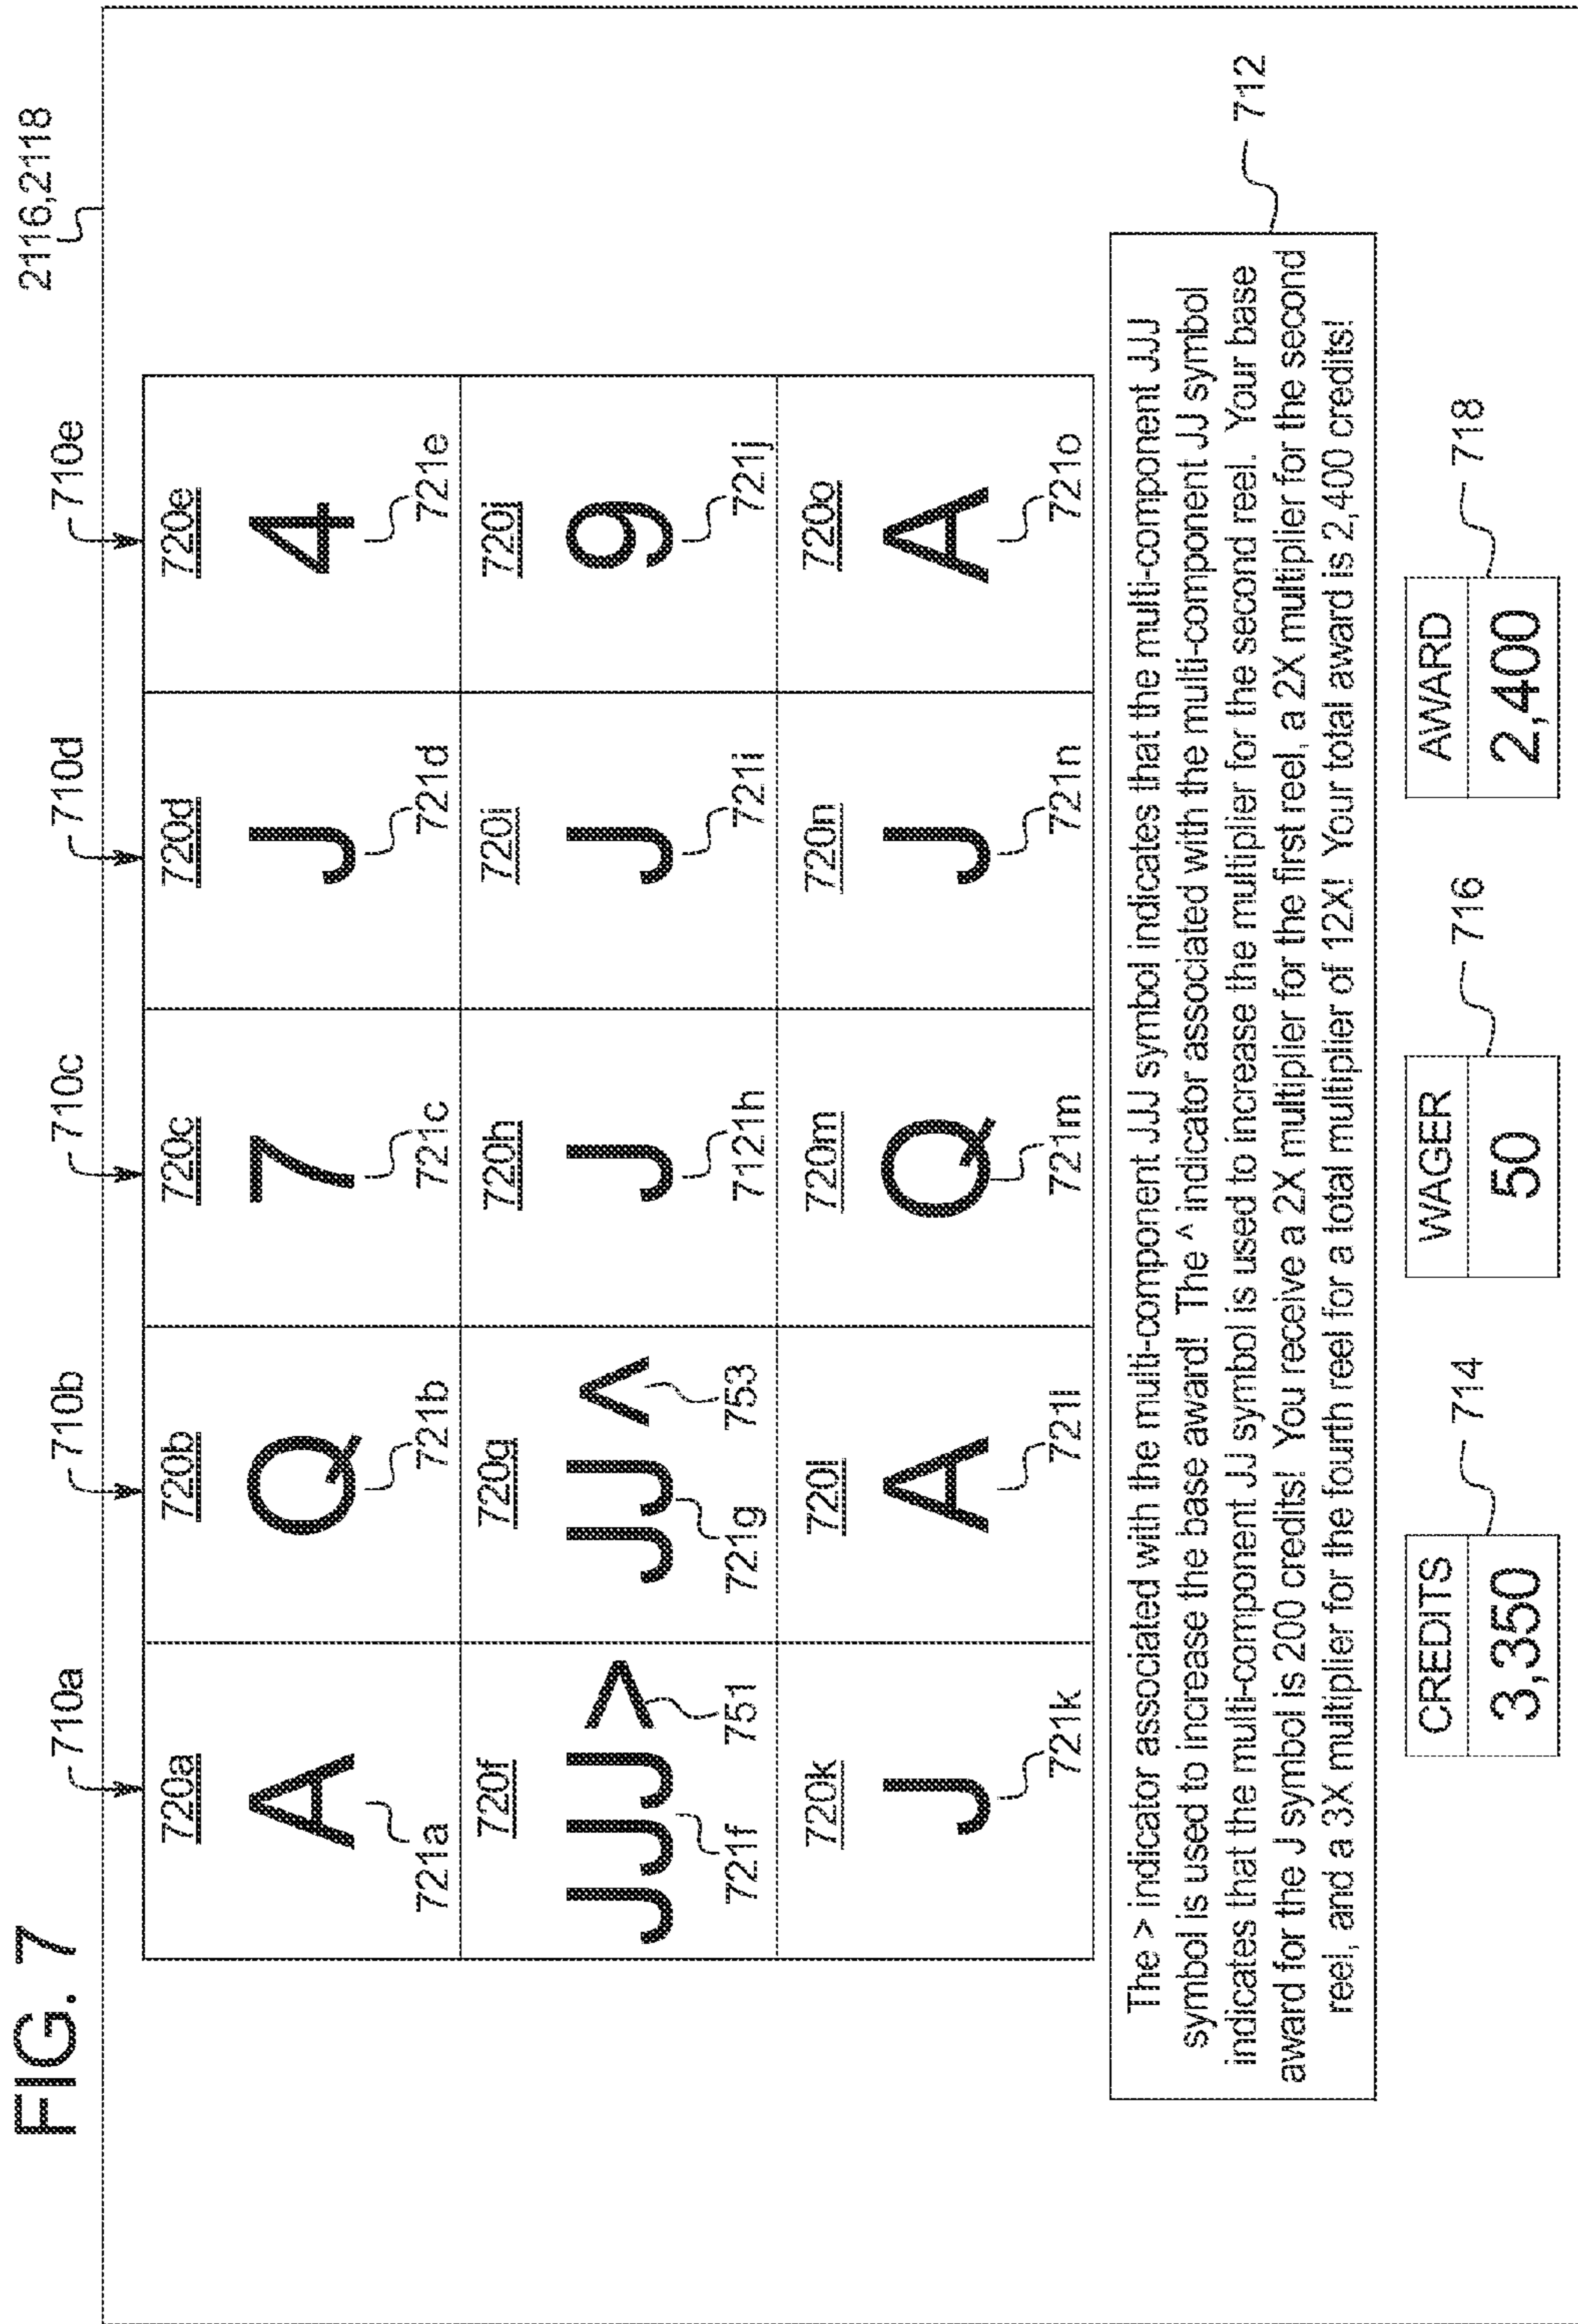 FIG. 7
2116,2118
710a 710b 710c 710d 710e
720a 720b 720c 720d 720e
A Q 7 J 4
721a 721b 721c 721d 721e
720f 720g 720h 720i 720j
JJJ > JJ ^ J J 9
721f 751 721g 753 7121h 721i 721j
720k 720l 720m 720n 720o
J A Q J A
721k 721l 721m 721n 721o
The > indicator associated with the multi-component JJJ symbol indicates that the multi-component JJJ
symbol is used to increase the base award! The ^ indicator associated with the multi-component JJ symbol
indicates that the multi-component JJ symbol is used to increase the multiplier for the second reel. Your base
award for the J symbol is 200 credits! You receive a 2X multiplier for the first reel, a 2X multiplier for the second
reel, and a 3X multiplier for the fourth reel for a total multiplier of 12X! Your total award is 2,400 credits!
712
CREDITS 714 WAGER 716 AWARD 718
3,350 50 2,400